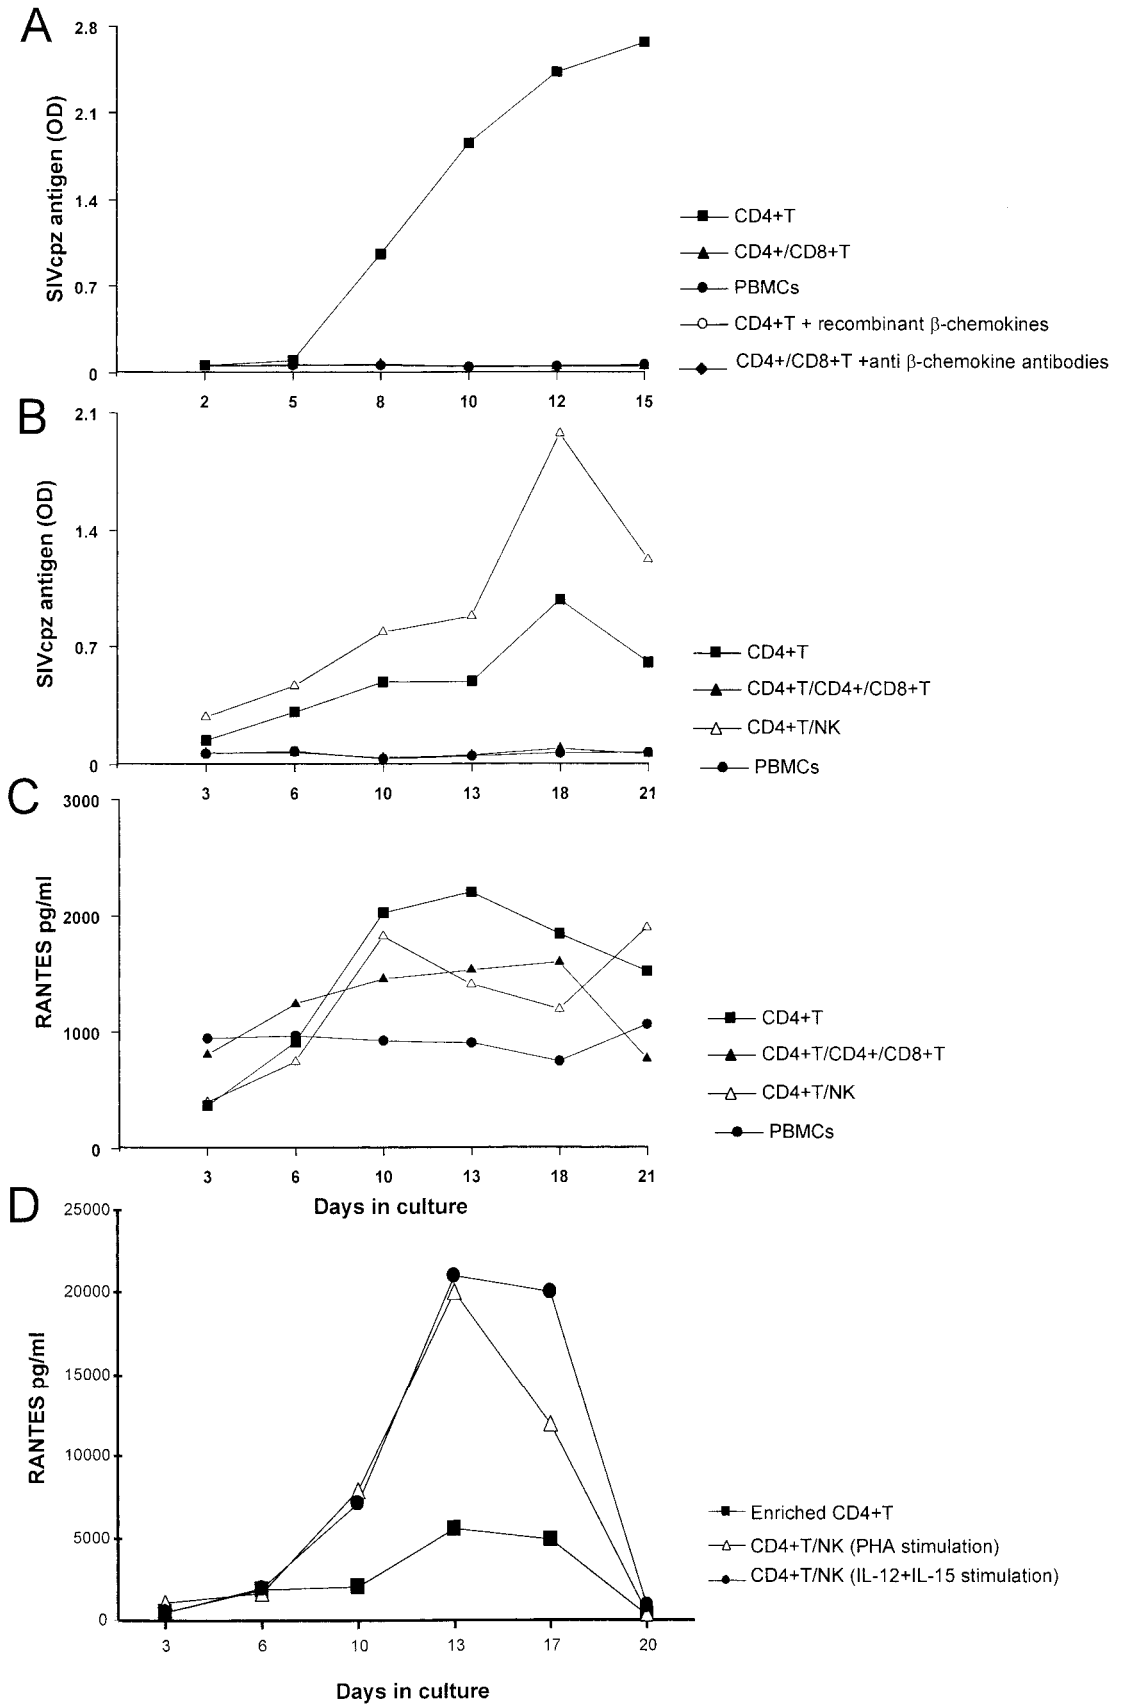 A
SIVcpz antigen (OD)
2.8
2.1
1.4
0.7
0
2 5 8 10 12 15
CD4+T
CD4+/CD8+T
PBMCs
CD4+T + recombinant β-chemokines
CD4+/CD8+T +anti β-chemokine antibodies
B
SIVcpz antigen (OD)
2.1
1.4
0.7
0
3 6 10 13 18 21
CD4+T
CD4+T/CD4+/CD8+T
CD4+T/NK
PBMCs
C
RANTES pg/ml
3000
2000
1000
0
3 6 10 13 18 21
Days in culture
CD4+T
CD4+T/CD4+/CD8+T
CD4+T/NK
PBMCs
D
RANTES pg/ml
25000
20000
15000
10000
5000
0
3 6 10 13 17 20
Days in culture
Enriched CD4+T
CD4+T/NK (PHA stimulation)
CD4+T/NK (IL-12+IL-15 stimulation)